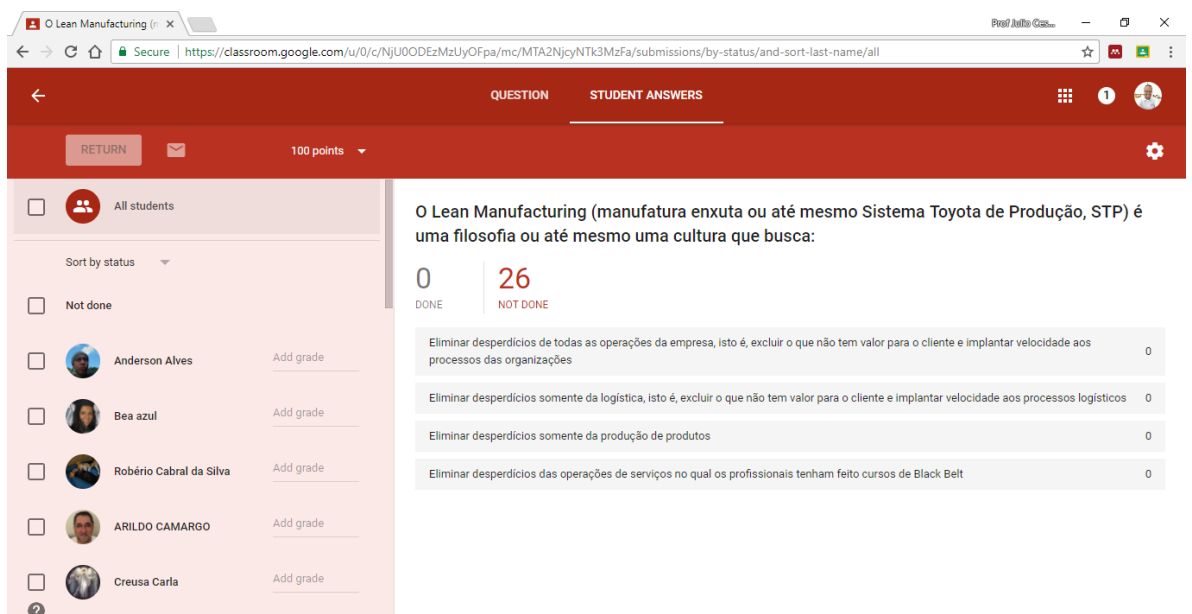 O Lean Manufacturing (n
Prof Julio Ces...
Secure | https://classroom.google.com/u/0/c/NjU0ODEzMzUyOFpa/mc/MTA2NjcyNTk3MzFa/submissions/by-status/and-sort-last-name/all
QUESTION STUDENT ANSWERS
1
RETURN
100 points
All students
Sort by status
Not done
Anderson Alves Add grade
Bea azul Add grade
Robério Cabral da Silva Add grade
ARILDO CAMARGO Add grade
Creusa Carla Add grade
O Lean Manufacturing (manufatura enxuta ou até mesmo Sistema Toyota de Produção, STP) é
uma filosofia ou até mesmo uma cultura que busca:
0 26
DONE NOT DONE
Eliminar desperdícios de todas as operações da empresa, isto é, excluir o que não tem valor para o cliente e implantar velocidade aos
processos das organizações
0
Eliminar desperdícios somente da logística, isto é, excluir o que não tem valor para o cliente e implantar velocidade aos processos logísticos 0
Eliminar desperdícios somente da produção de produtos 0
Eliminar desperdícios das operações de serviços no qual os profissionais tenham feito cursos de Black Belt 0